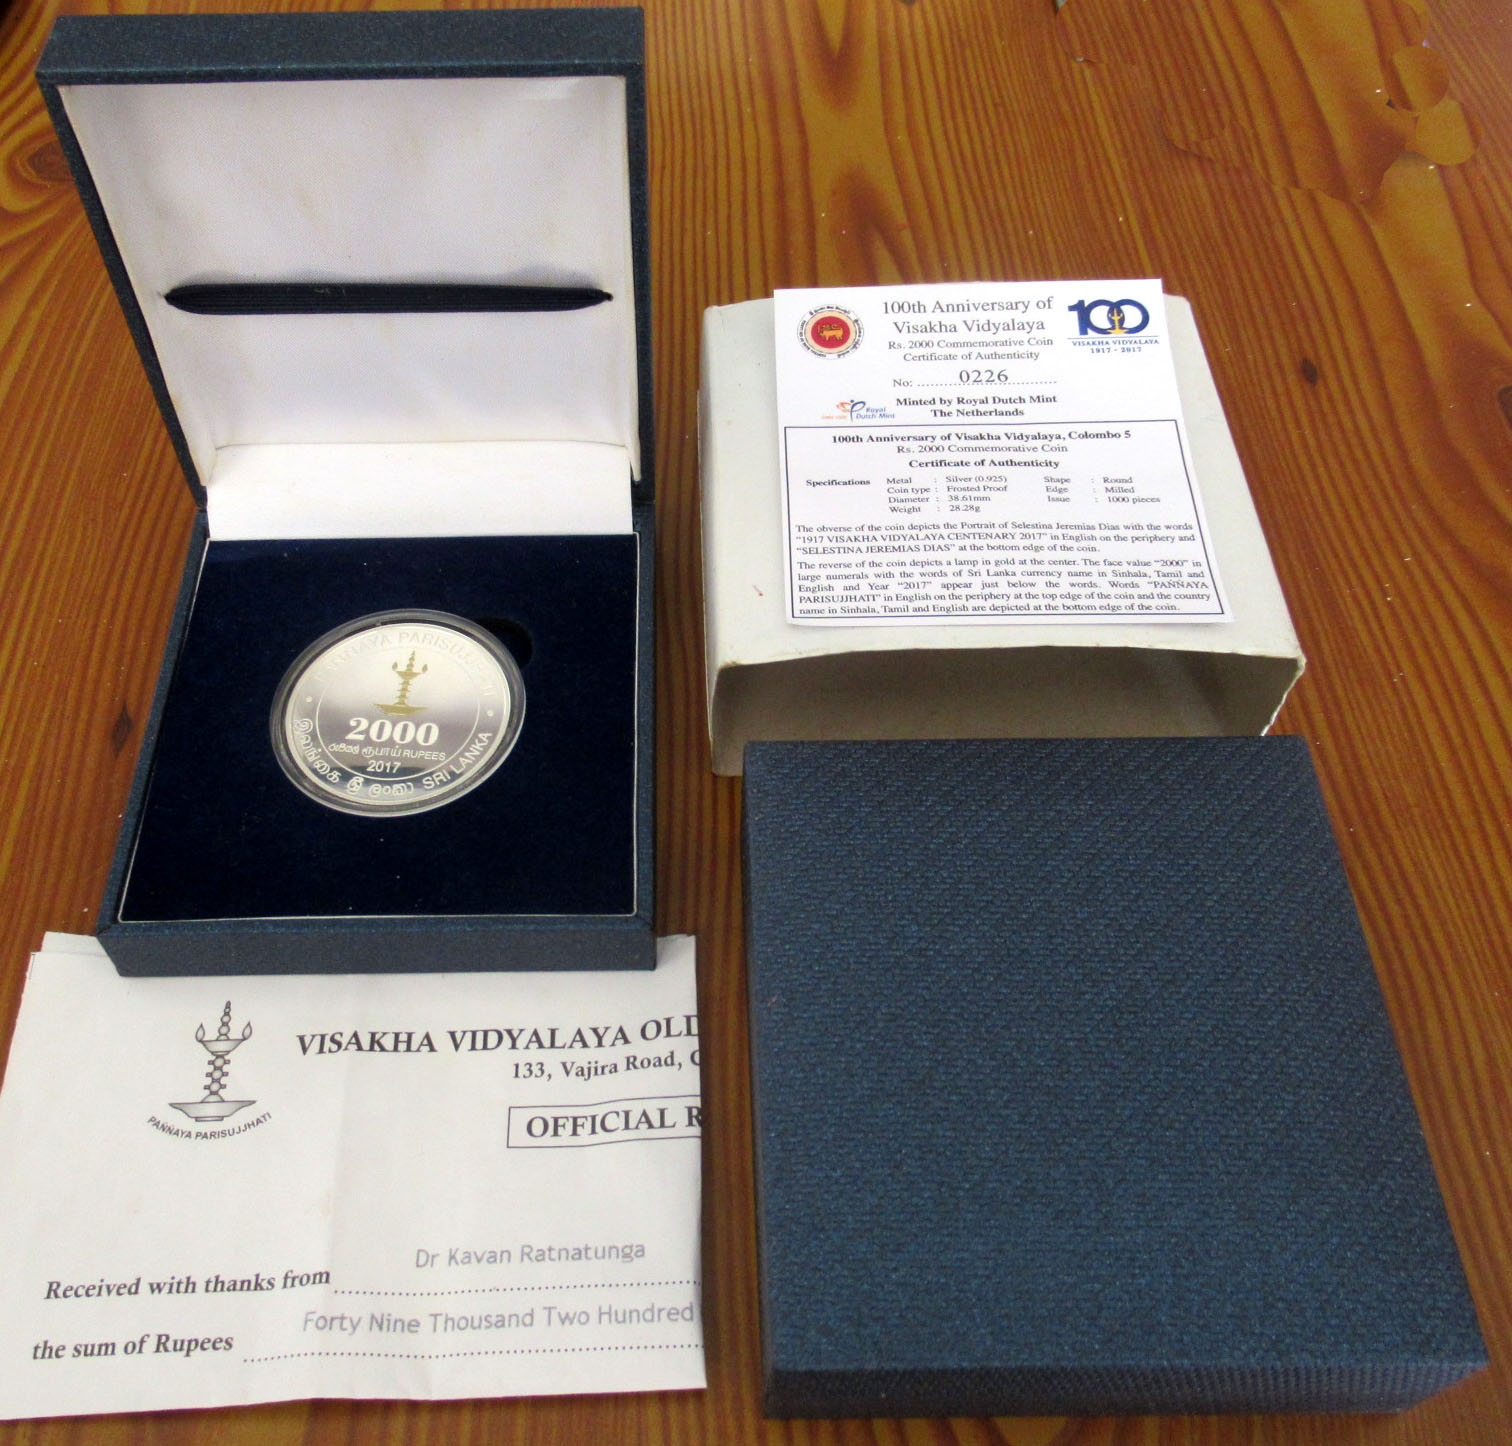 PANNAYA PARISUJJHATI
2000
රුපියල් ரூபாய் RUPEES
2017
இலங்கை ශ්‍රී ලංකා SRI LANKA
100th Anniversary of
Visakha Vidyalaya
Rs. 2000 Commemorative Coin
Certificate of Authenticity
No: ........................ 0226
100
VISAKHA VIDYALAYA
1917 - 2017
Royal
Dutch Mint
Minted by Royal Dutch Mint
The Netherlands
100th Anniversary of Visakha Vidyalaya, Colombo 5
Rs. 2000 Commemorative Coin
Certificate of Authenticity
Specifications Metal : Silver (0.925) Shape : Round
Coin type : Frosted Proof Edge : Milled
Diameter : 38.61mm Issue : 1000 pieces
Weight : 28.28g
The obverse of the coin depicts the Portrait of Selestina Jeremias Dias with the words
"1917 VISAKHA VIDYALAYA CENTENARY 2017" in English on the periphery and
"SELESTINA JEREMIAS DIAS" at the bottom edge of the coin.
The reverse of the coin depicts a lamp in gold at the center. The face value "2000" in
large numerals with the words of Sri Lanka currency name in Sinhala, Tamil and
English and Year "2017" appear just below the words. Words "PAÑÑAYA
PARISUJJHATI" in English on the periphery at the top edge of the coin and the country
name in Sinhala, Tamil and English are depicted at the bottom edge of the coin.
PAÑÑAYA PARISUJJHATI
VISAKHA VIDYALAYA OLD
133, Vajira Road, C
OFFICIAL R
Received with thanks from Dr Kavan Ratnatunga
the sum of Rupees Forty Nine Thousand Two Hundred